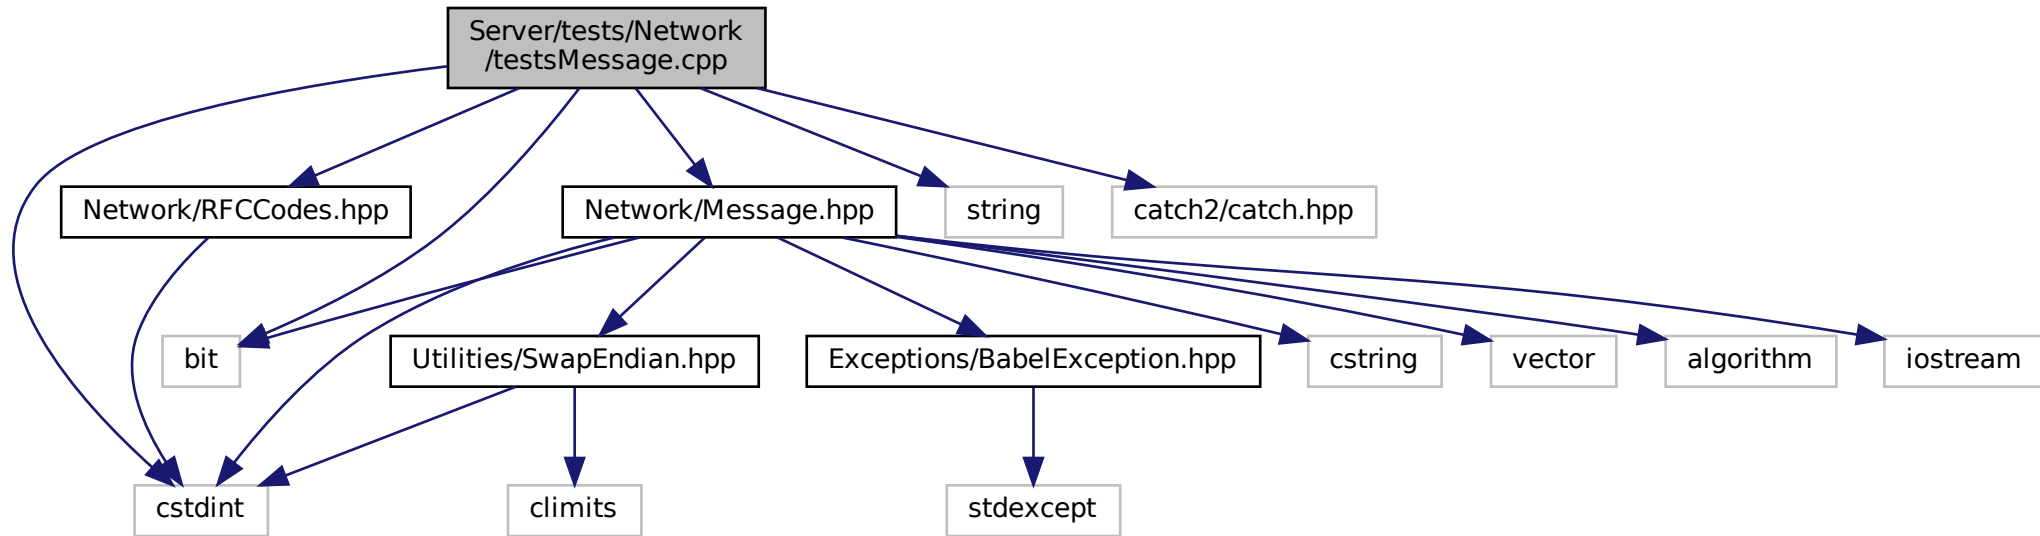 Server/tests/Network
/testsMessage.cpp
Network/RFCCodes.hpp
Network/Message.hpp
string
catch2/catch.hpp
bit
Utilities/SwapEndian.hpp
Exceptions/BabelException.hpp
cstring
vector
algorithm
iostream
cstdint
climits
stdexcept